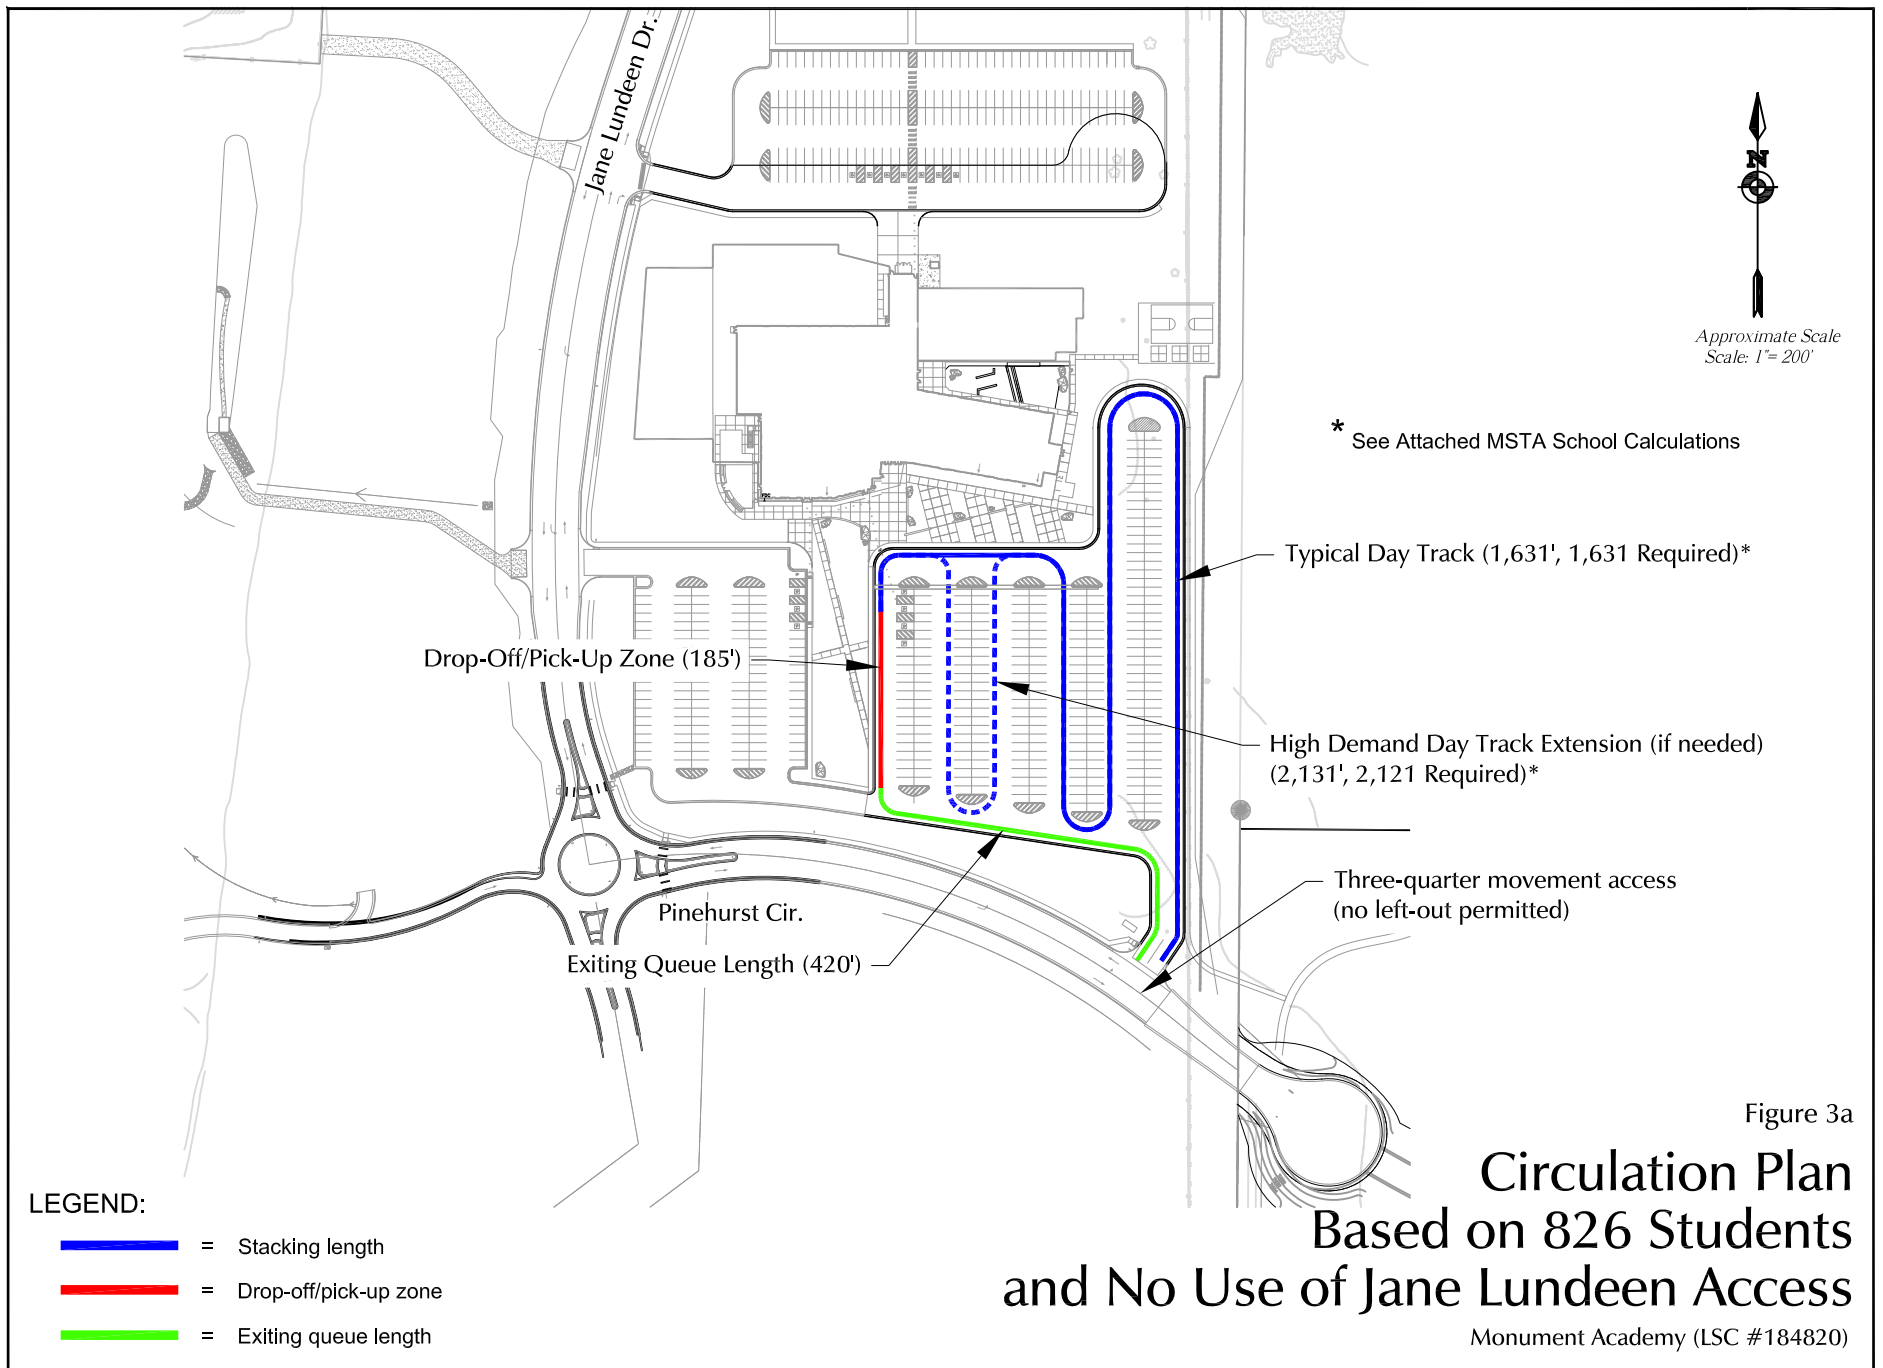 Jane Lundeen Dr.
N
Approximate Scale
Scale: 1"= 200'
* See Attached MSTA School Calculations
Typical Day Track (1,631', 1,631 Required)*
Drop-Off/Pick-Up Zone (185')
High Demand Day Track Extension (if needed)
(2,131', 2,121 Required)*
Three-quarter movement access
(no left-out permitted)
Pinehurst Cir.
Exiting Queue Length (420')
Figure 3a
Circulation Plan
Based on 826 Students
and No Use of Jane Lundeen Access
Monument Academy (LSC #184820)
LEGEND:
= Stacking length
= Drop-off/pick-up zone
= Exiting queue length